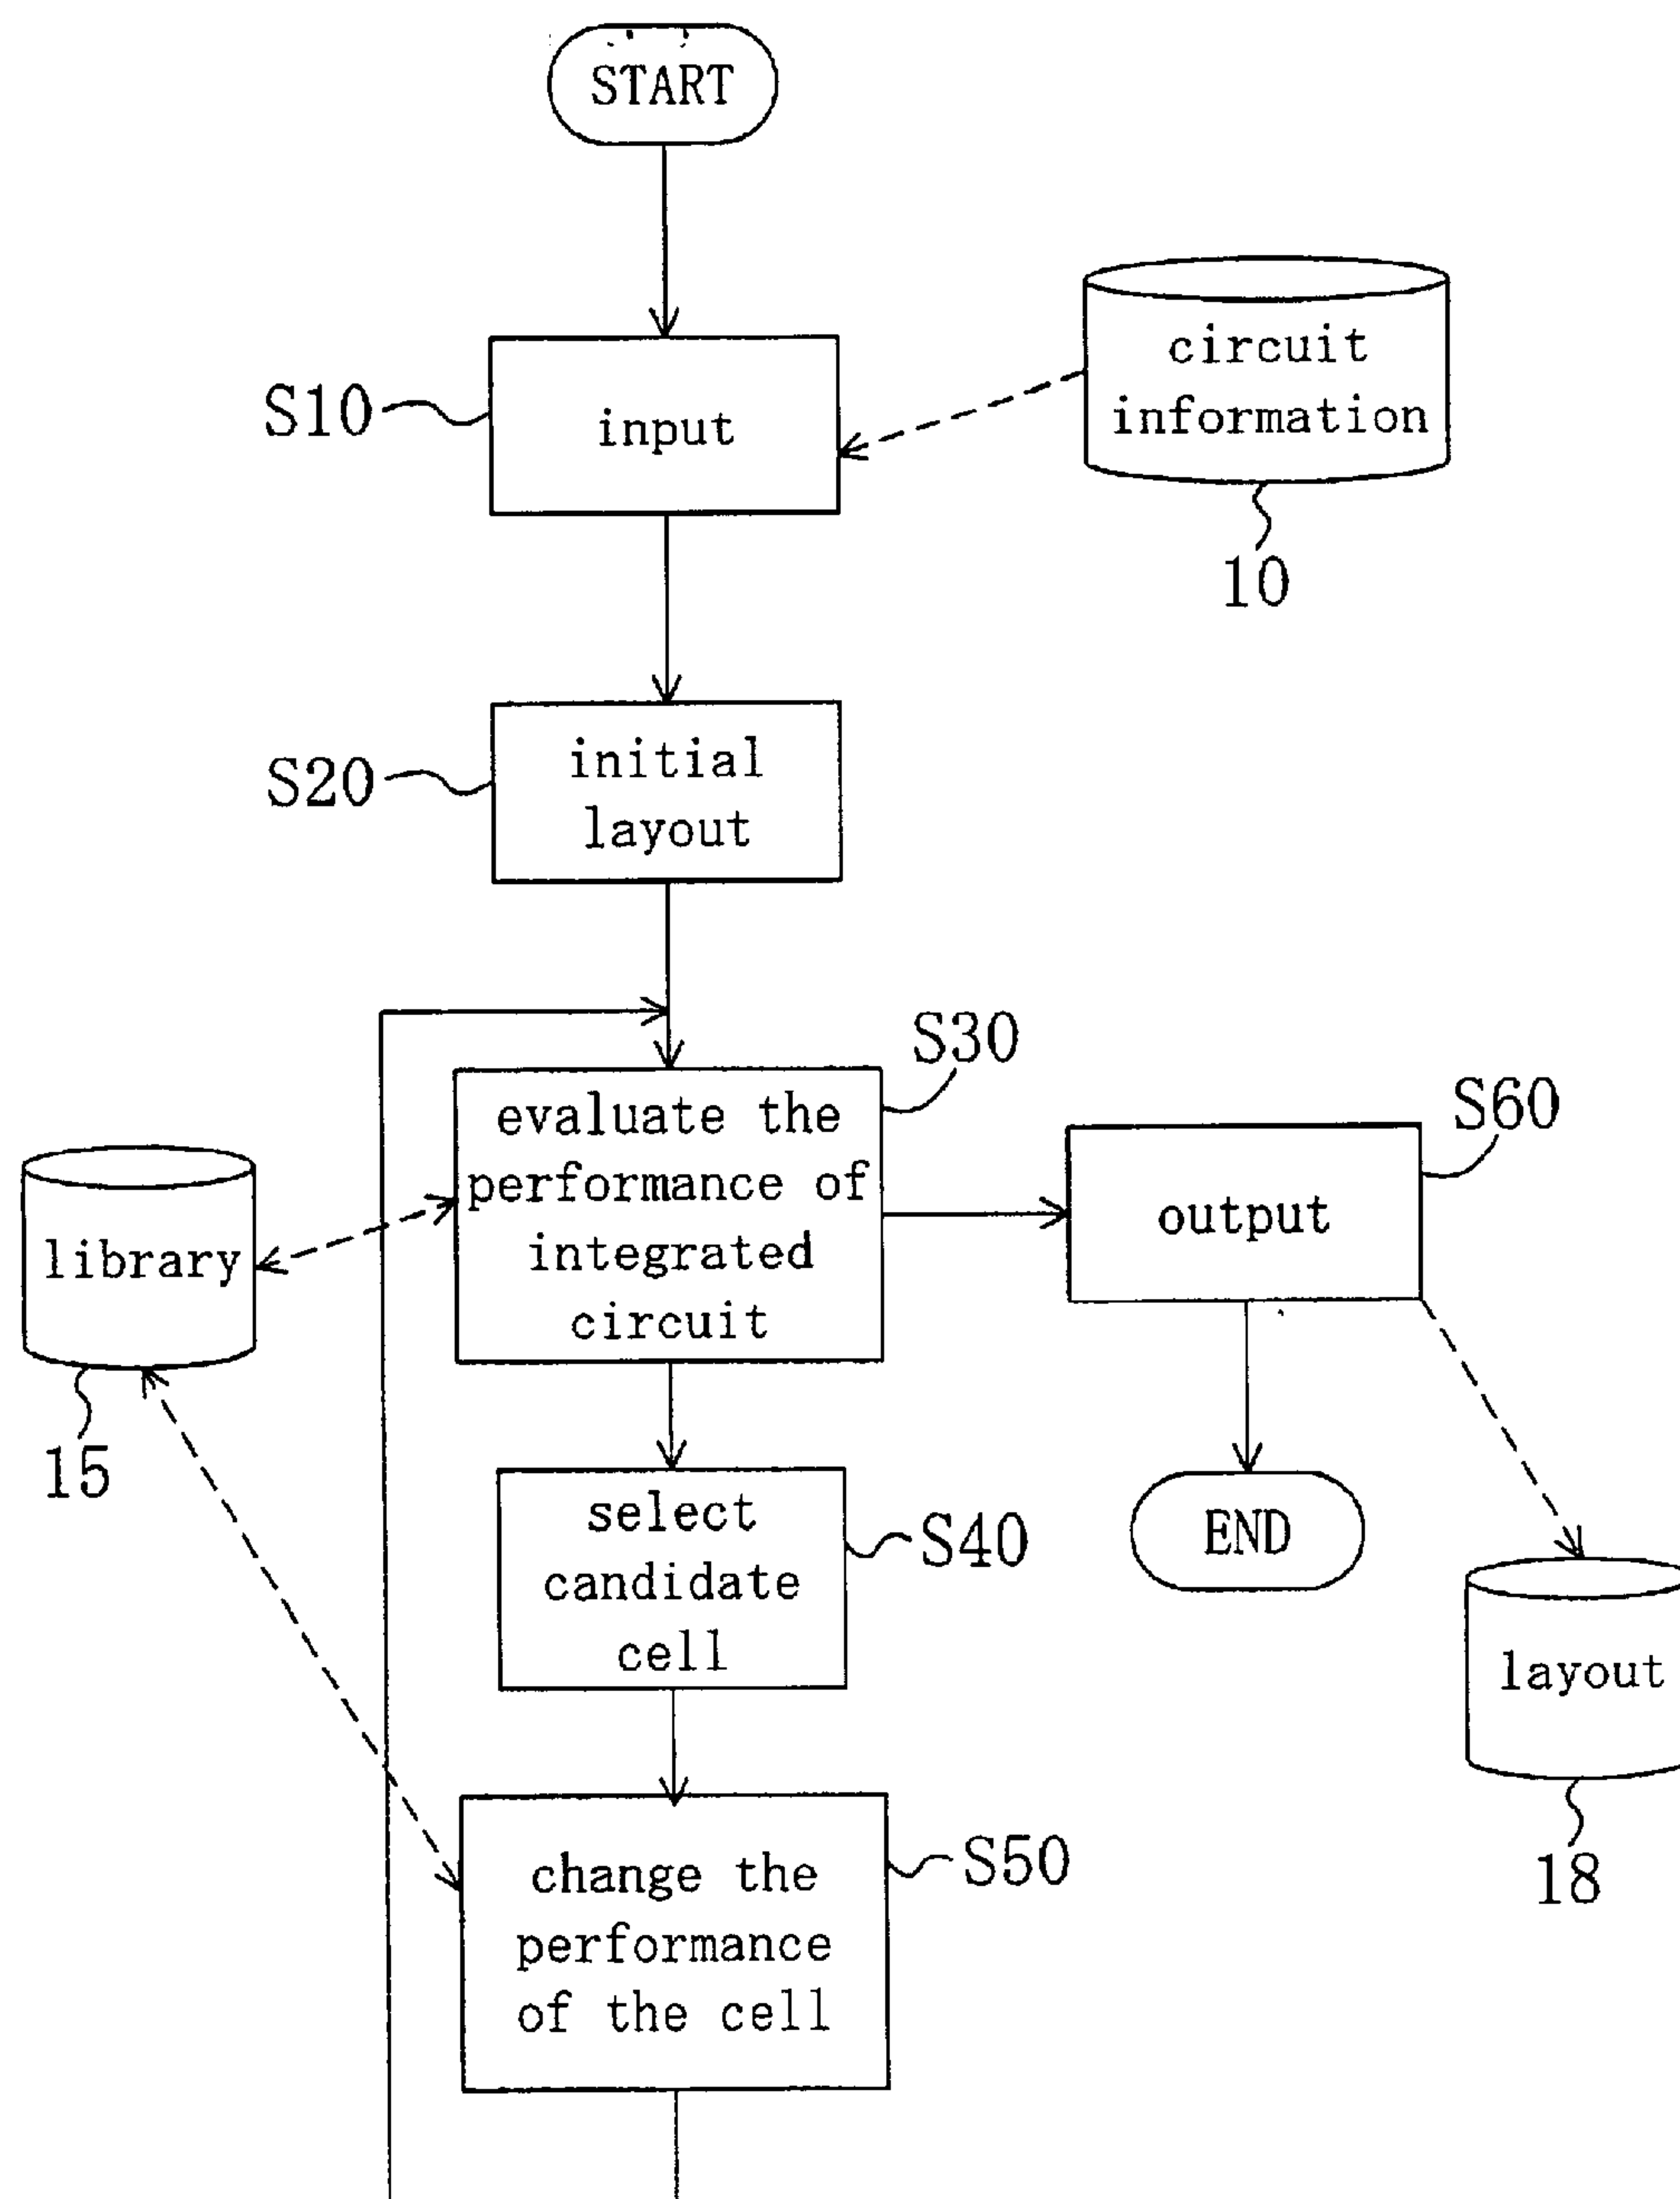 START
S10
input
circuit
information
10
S20
initial
layout
S30
evaluate the
performance of
integrated
circuit
library
15
S60
output
select
candidate
cell
S40
END
layout
18
change the
performance
of the cell
S50